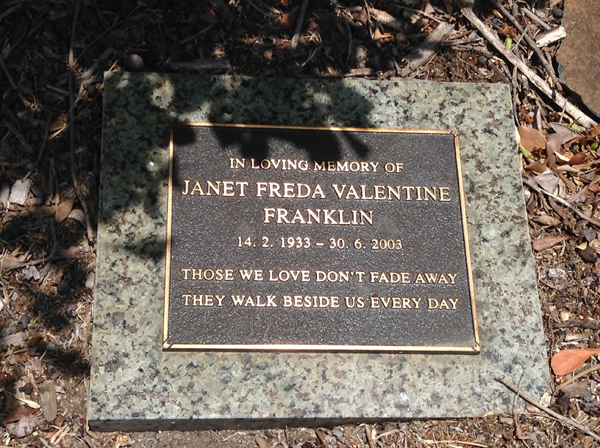 IN LOVING MEMORY OF
JANET FREDA VALENTINE
FRANKLIN
14. 2. 1933 – 30. 6. 2003
THOSE WE LOVE DON'T FADE AWAY
THEY WALK BESIDE US EVERY DAY